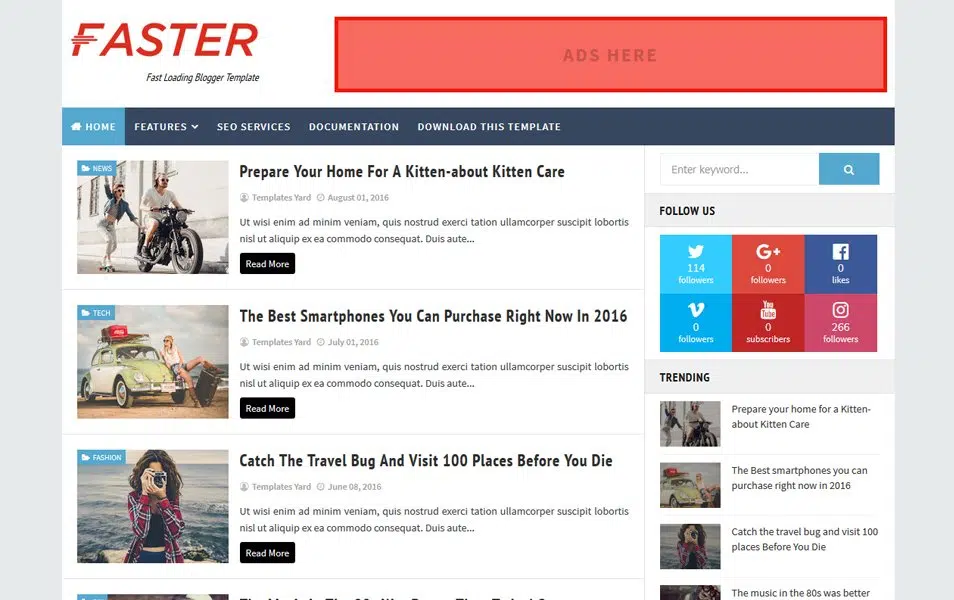 FASTER
Fast Loading Blogger Template
ADS HERE
HOME FEATURES SEO SERVICES DOCUMENTATION DOWNLOAD THIS TEMPLATE
NEWS
Prepare Your Home For A Kitten-about Kitten Care
Templates Yard August 01, 2016
Ut wisi enim ad minim veniam, quis nostrud exerci tation ullamcorper suscipit lobortis
nisl ut aliquip ex ea commodo consequat. Duis aute...
Read More
TECH
The Best Smartphones You Can Purchase Right Now In 2016
Templates Yard July 01, 2016
Ut wisi enim ad minim veniam, quis nostrud exerci tation ullamcorper suscipit lobortis
nisl ut aliquip ex ea commodo consequat. Duis aute...
Read More
FASHION
Catch The Travel Bug And Visit 100 Places Before You Die
Templates Yard June 08, 2016
Ut wisi enim ad minim veniam, quis nostrud exerci tation ullamcorper suscipit lobortis
nisl ut aliquip ex ea commodo consequat. Duis aute...
Read More
Enter keyword...
FOLLOW US
114
followers
G+
0
followers
0
likes
0
followers
You Tube
0
subscribers
266
followers
TRENDING
Prepare your home for a Kitten-
about Kitten Care
The Best smartphones you can
purchase right now in 2016
Catch the travel bug and visit 100
places Before You Die
The music in the 80s was better